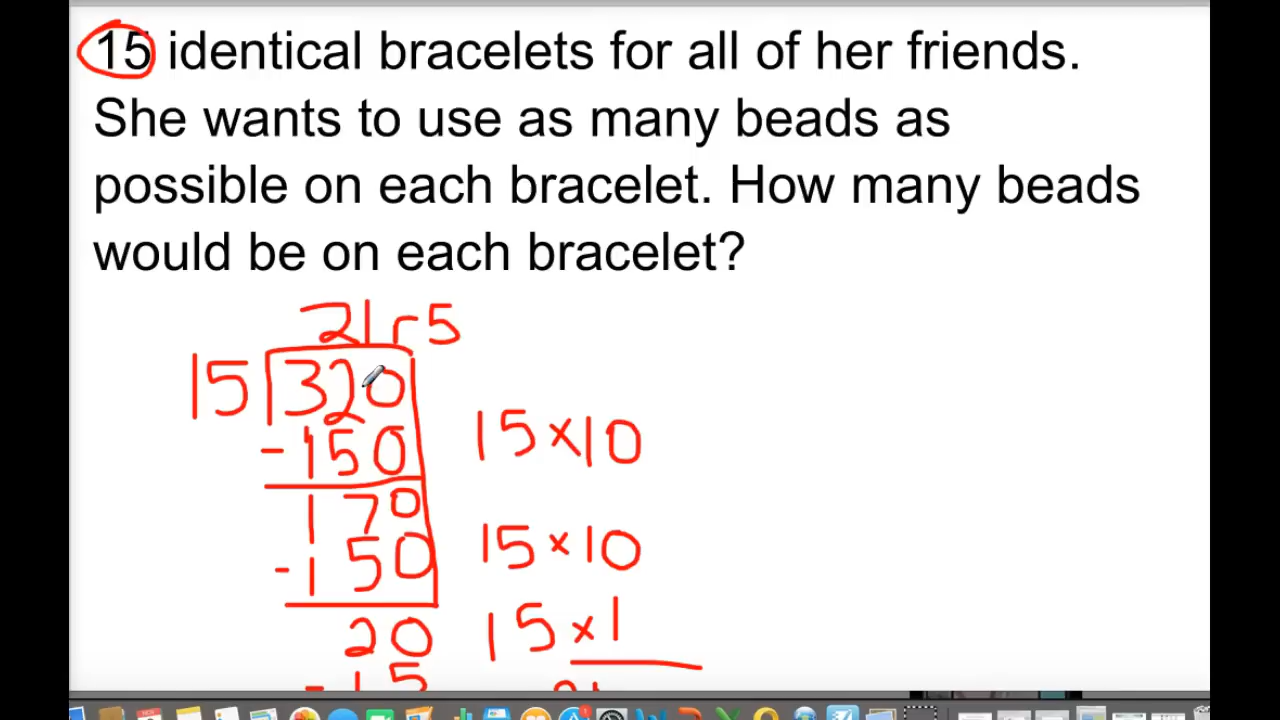 15 identical bracelets for all of her friends.
She wants to use as many beads as
possible on each bracelet. How many beads
would be on each bracelet?
21 r5
15 320
-150 15×10
170
-150 15×10
20 15×1
-15